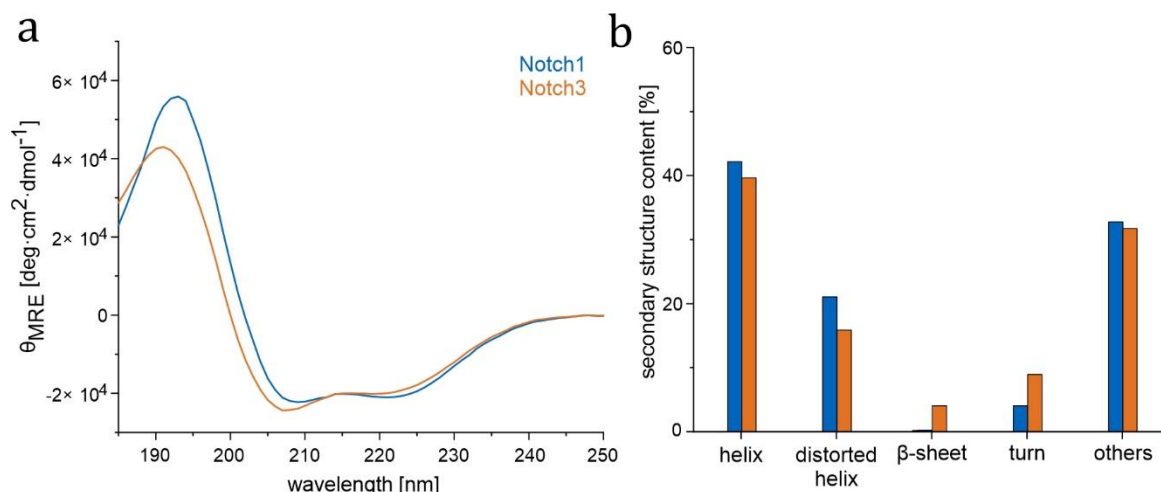 a
θMRE [deg·cm²·dmol⁻¹]
6× 10⁴
4× 10⁴
2× 10⁴
0
-2× 10⁴
Notch1
Notch3
190 200 210 220 230 240 250
wavelength [nm]
b
secondary structure content [%]
60
40
20
0
helix distorted helix β-sheet turn others